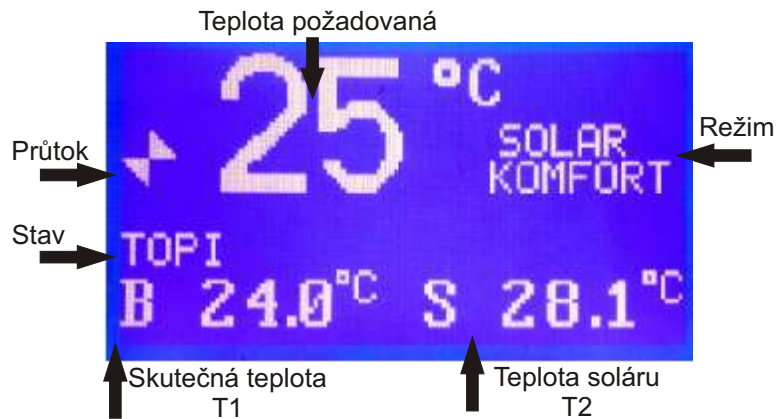 Teplota požadovaná
25 °C
Průtok
SOLAR
KOMFORT
Režim
Stav
TOPI
B 24.0°C S 28.1°C
Skutečná teplota
T1
Teplota soláru
T2